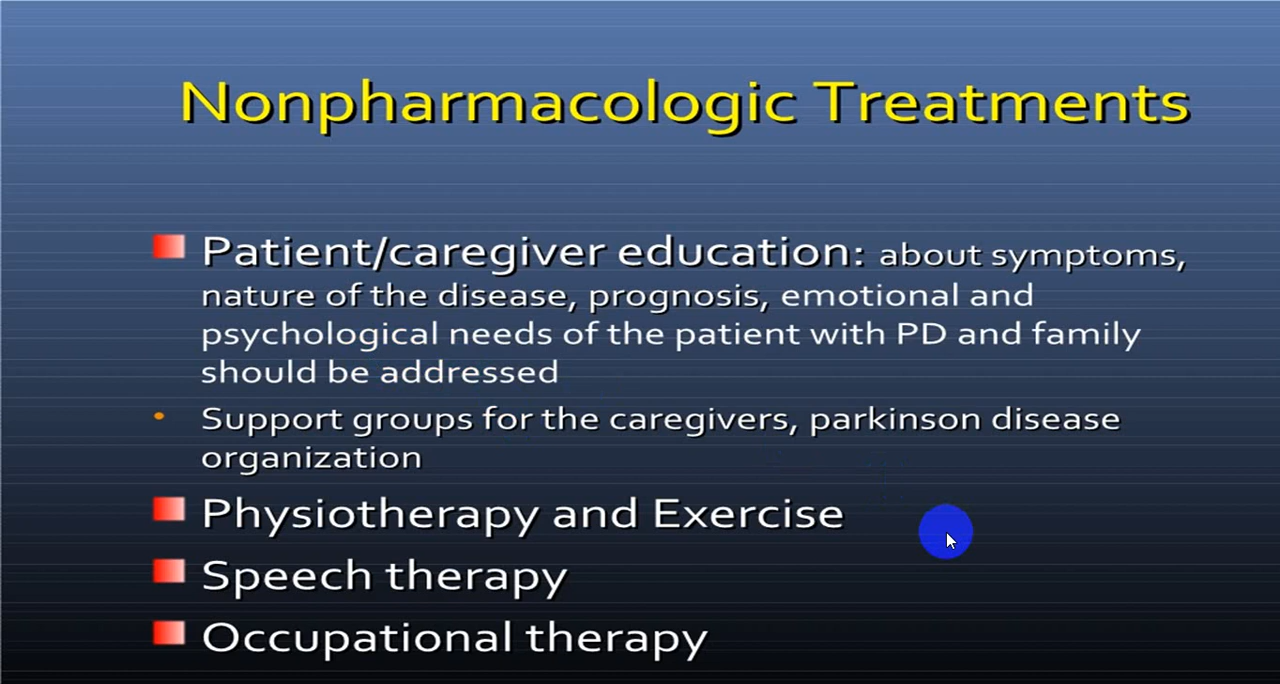 Nonpharmacologic Treatments
Patient/caregiver education: about symptoms,
nature of the disease, prognosis, emotional and
psychological needs of the patient with PD and family
should be addressed
• Support groups for the caregivers, parkinson disease
organization
Physiotherapy and Exercise
Speech therapy
Occupational therapy